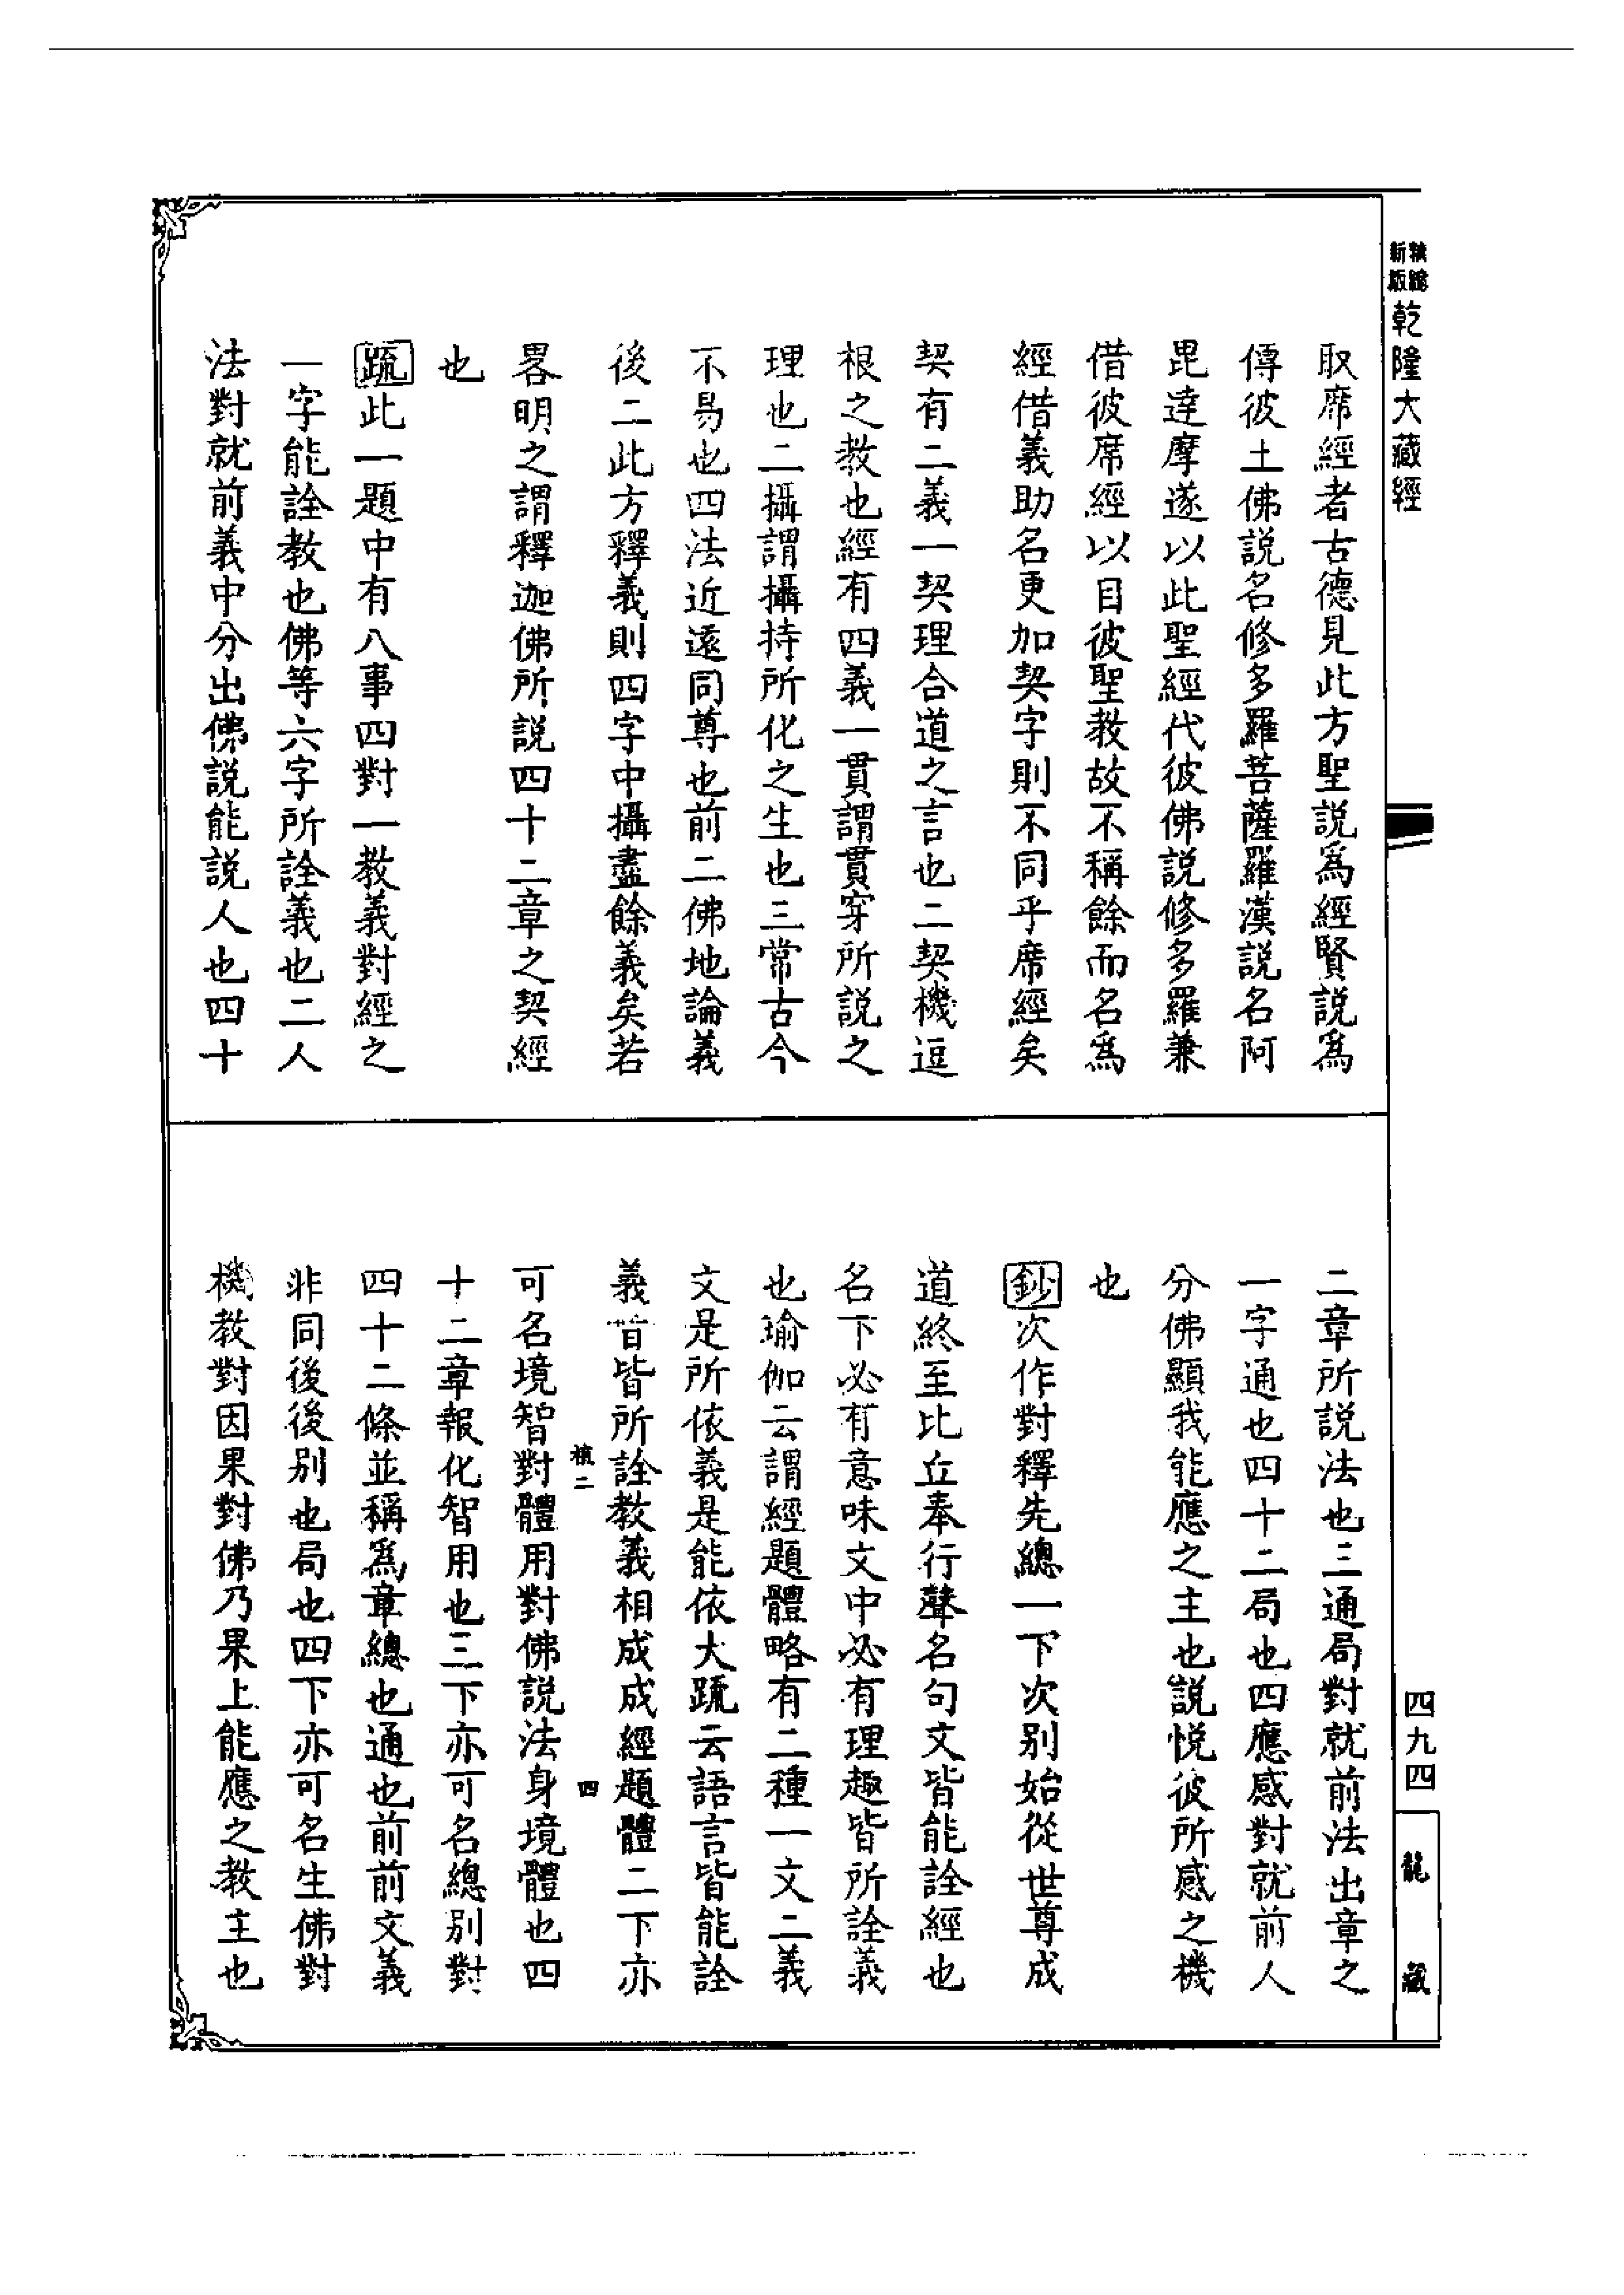 精縮
新版
乾隆大藏經
取席經者古德見此方聖説爲經賢説爲
傳彼土佛説名修多羅菩薩羅漢説名阿
毘達摩遂以此聖經代彼佛説修多羅兼
借彼席經以目彼聖教故不稱餘而名爲
經借義助名更加契字則不同乎席經矣
契有二義一契理合道之言也二契機逗
根之教也經有四義一貫謂貫穿所説之
理也二攝謂攝持所化之生也三常古今
不易也四法近遠同尊也前二佛地論義
後二此方釋義則四字中攝盡餘義矣若
畧明之謂釋迦佛所説四十二章之契經
也
疏此一題中有八事四對一教義對經之
一字能詮教也佛等六字所詮義也二人
法對就前義中分出佛説能説人也四十
二章所説法也三通局對就前法出章之
一字通也四十二局也四應感對就前人
分佛顯我能應之主也説悦彼所感之機
也
鈔次作對釋先總一下次别始從世尊成
道終至比丘奉行聲名句文皆能詮經也
名下必有意味文中必有理趣皆所詮義
也瑜伽云謂經題體略有二種一文二義
文是所依義是能依大疏云語言皆能詮
義㫖皆所詮教義相成成經題體二下亦
可名境智對體用對佛説法身境體也四
十二章報化智用也三下亦可名總别對
四十二條並稱爲章總也通也前前文義
非同後後别也局也四下亦可名生佛對
機教對因果對佛乃果上能應之教主也
二
四
四九四
龍藏